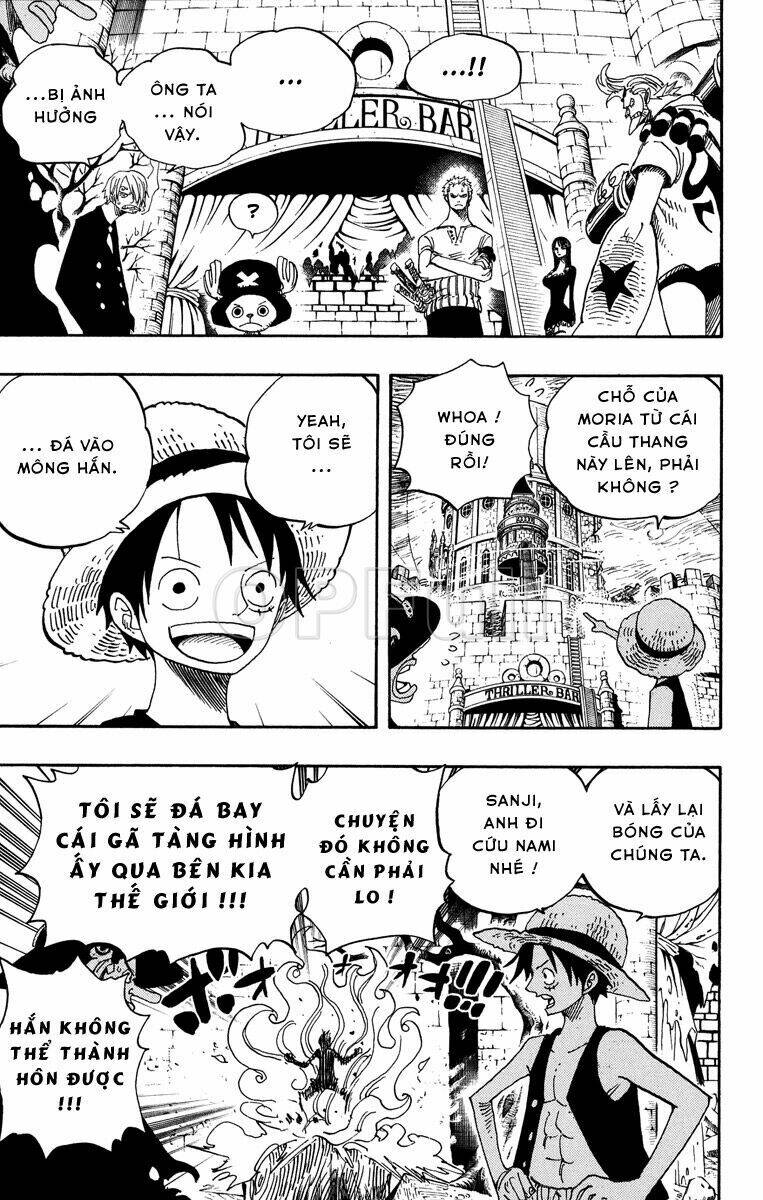 ...!!
...
ÔNG TA
... NÓI
VẬY.
...BỊ ẢNH
HƯỞNG
?
THRILLER BAR
CHỖ CỦA
MORIA TỪ CÁI
CẦU THANG
NÀY LÊN, PHẢI
KHÔNG ?
WHOA !
ĐÚNG
RỒI!
THRILLER BAR
YEAH,
TÔI SẼ
...
... ĐÁ VÀO
MÔNG HẮN.
VÀ LẤY LẠI
BÓNG CỦA
CHÚNG TA.
SANJI,
ANH ĐI
CỨU NAMI
NHÉ !
CHUYỆN
ĐÓ KHÔNG
CẦN PHẢI
LO !
TÔI SẼ ĐÁ BAY
CÁI GÃ TÀNG HÌNH
ẤY QUA BÊN KIA
THẾ GIỚI !!!
HẮN KHÔNG
THỂ THÀNH
HÔN ĐƯỢC
!!!